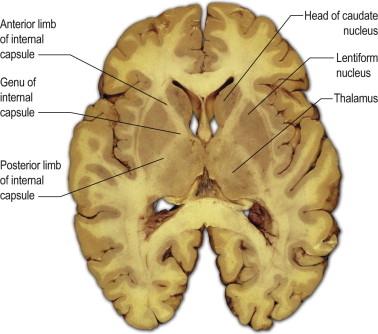 Anterior limb
of internal
capsule
Genu of
internal
capsule
Posterior limb
of internal
capsule
Head of caudate
nucleus
Lentiform
nucleus
Thalamus